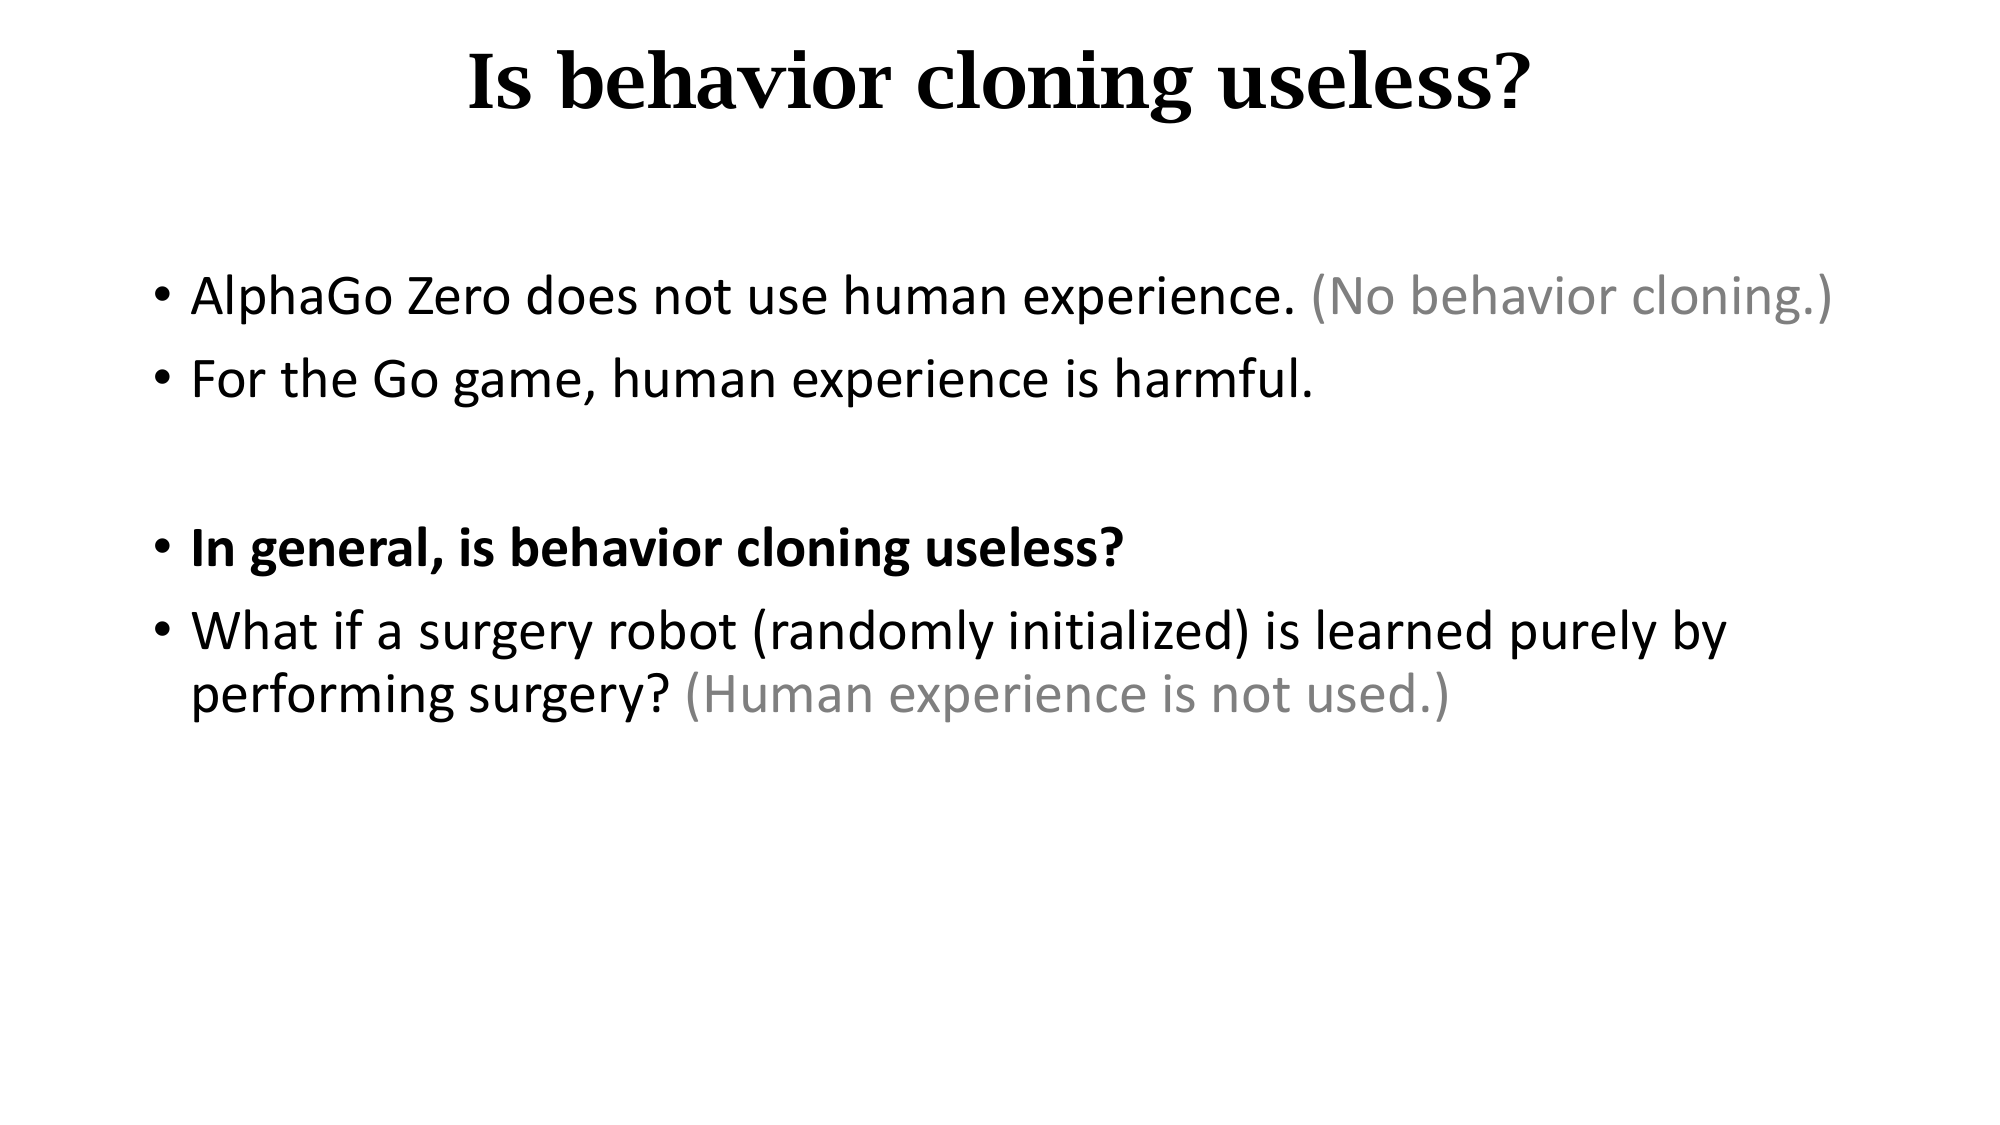 Is behavior cloning useless?
• AlphaGo Zero does not use human experience. (No behavior cloning.)
• For the Go game, human experience is harmful.
• In general, is behavior cloning useless?
• What if a surgery robot (randomly initialized) is learned purely by
performing surgery? (Human experience is not used.)